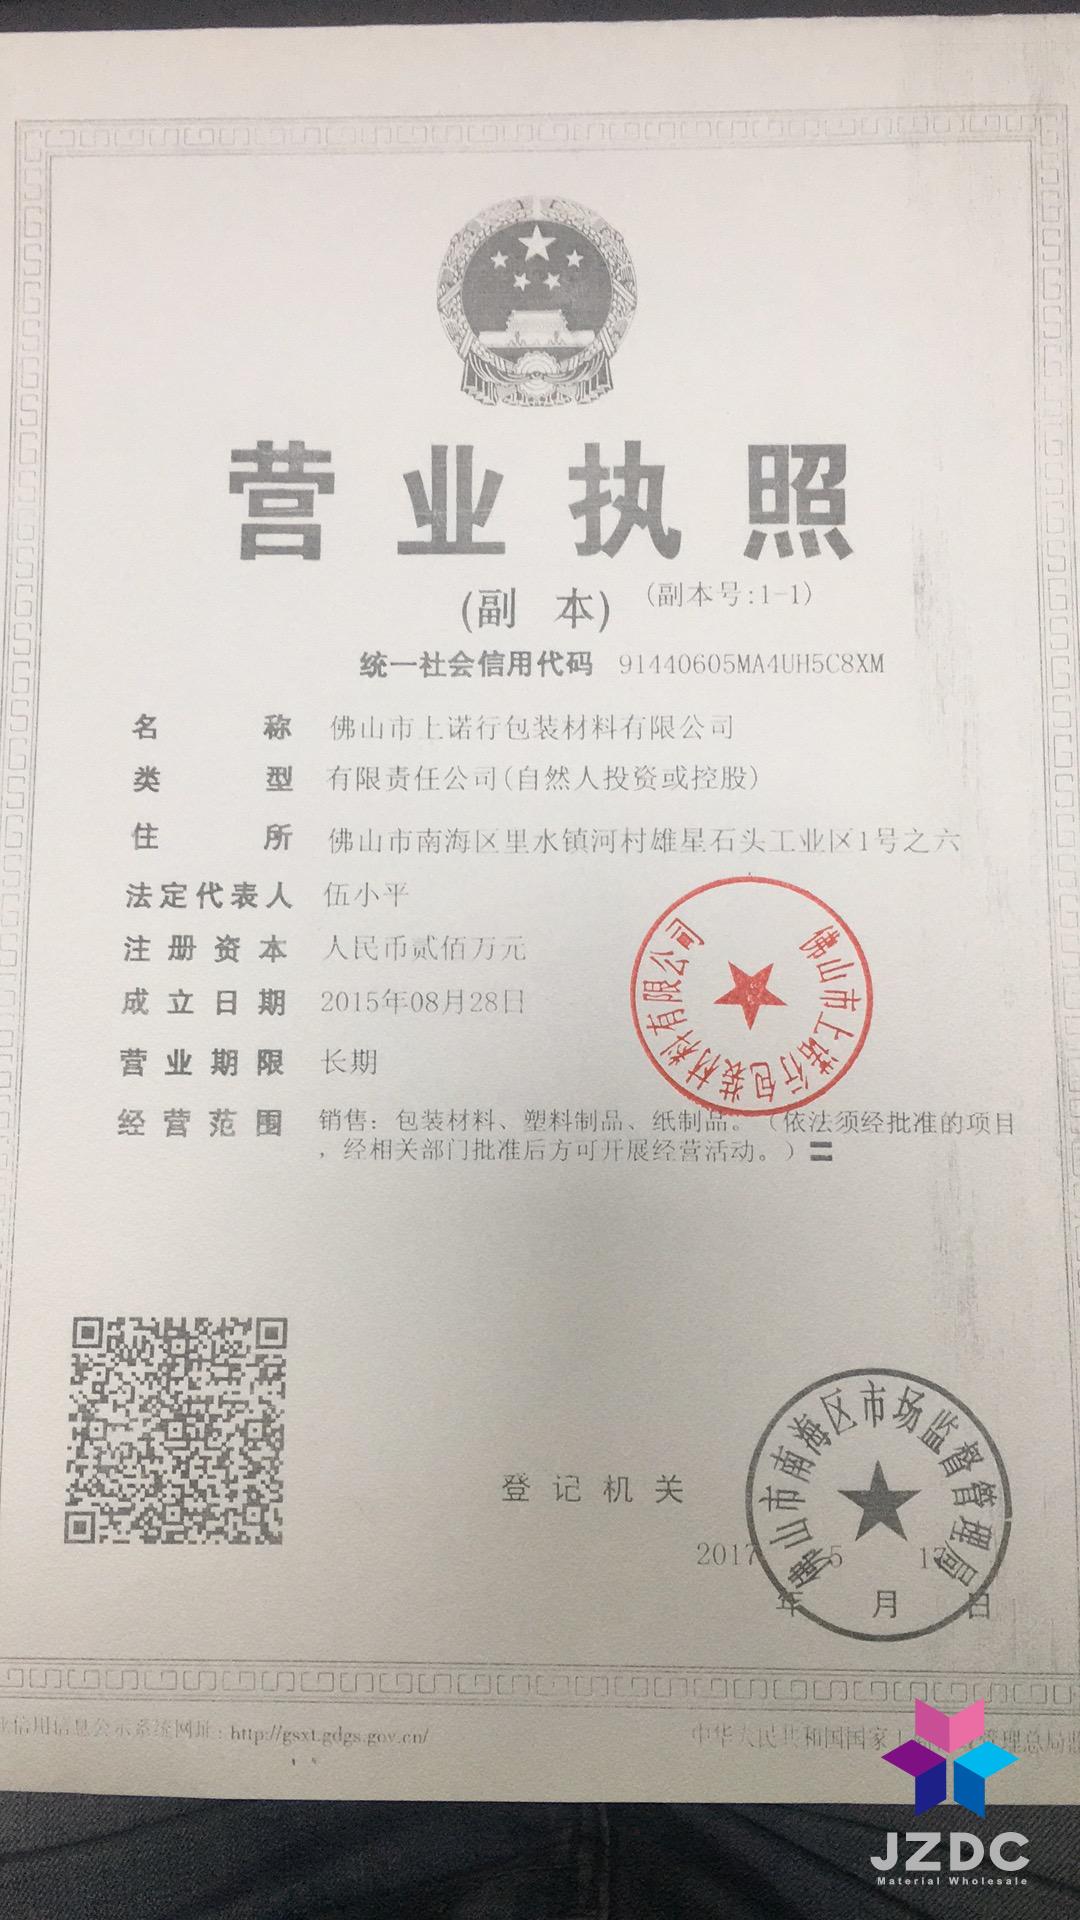 营业执照
(副 本) (副本号:1-1)
统一社会信用代码 91440605MA4UH5C8XM
名称 佛山市上诺行包装材料有限公司
类型 有限责任公司(自然人投资或控股)
住所 佛山市南海区里水镇河村雄星石头工业区1号之六
法定代表人 伍小平
注册资本 人民币贰佰万元
成立日期 2015年08月28日
营业期限 长期
经营范围 销售：包装材料、塑料制品、纸制品。（依法须经批准的项目
，经相关部门批准后方可开展经营活动。）〓
佛山市上诺行包装材料有限公司
登记机关
佛山市南海区市场监督管理局
2017 5
年 月 日
业信用信息公示系统网址: http://gsxt.gdgs.gov.cn/
中华人民共和国国家 管理总局监
JZDC
Material Wholesale